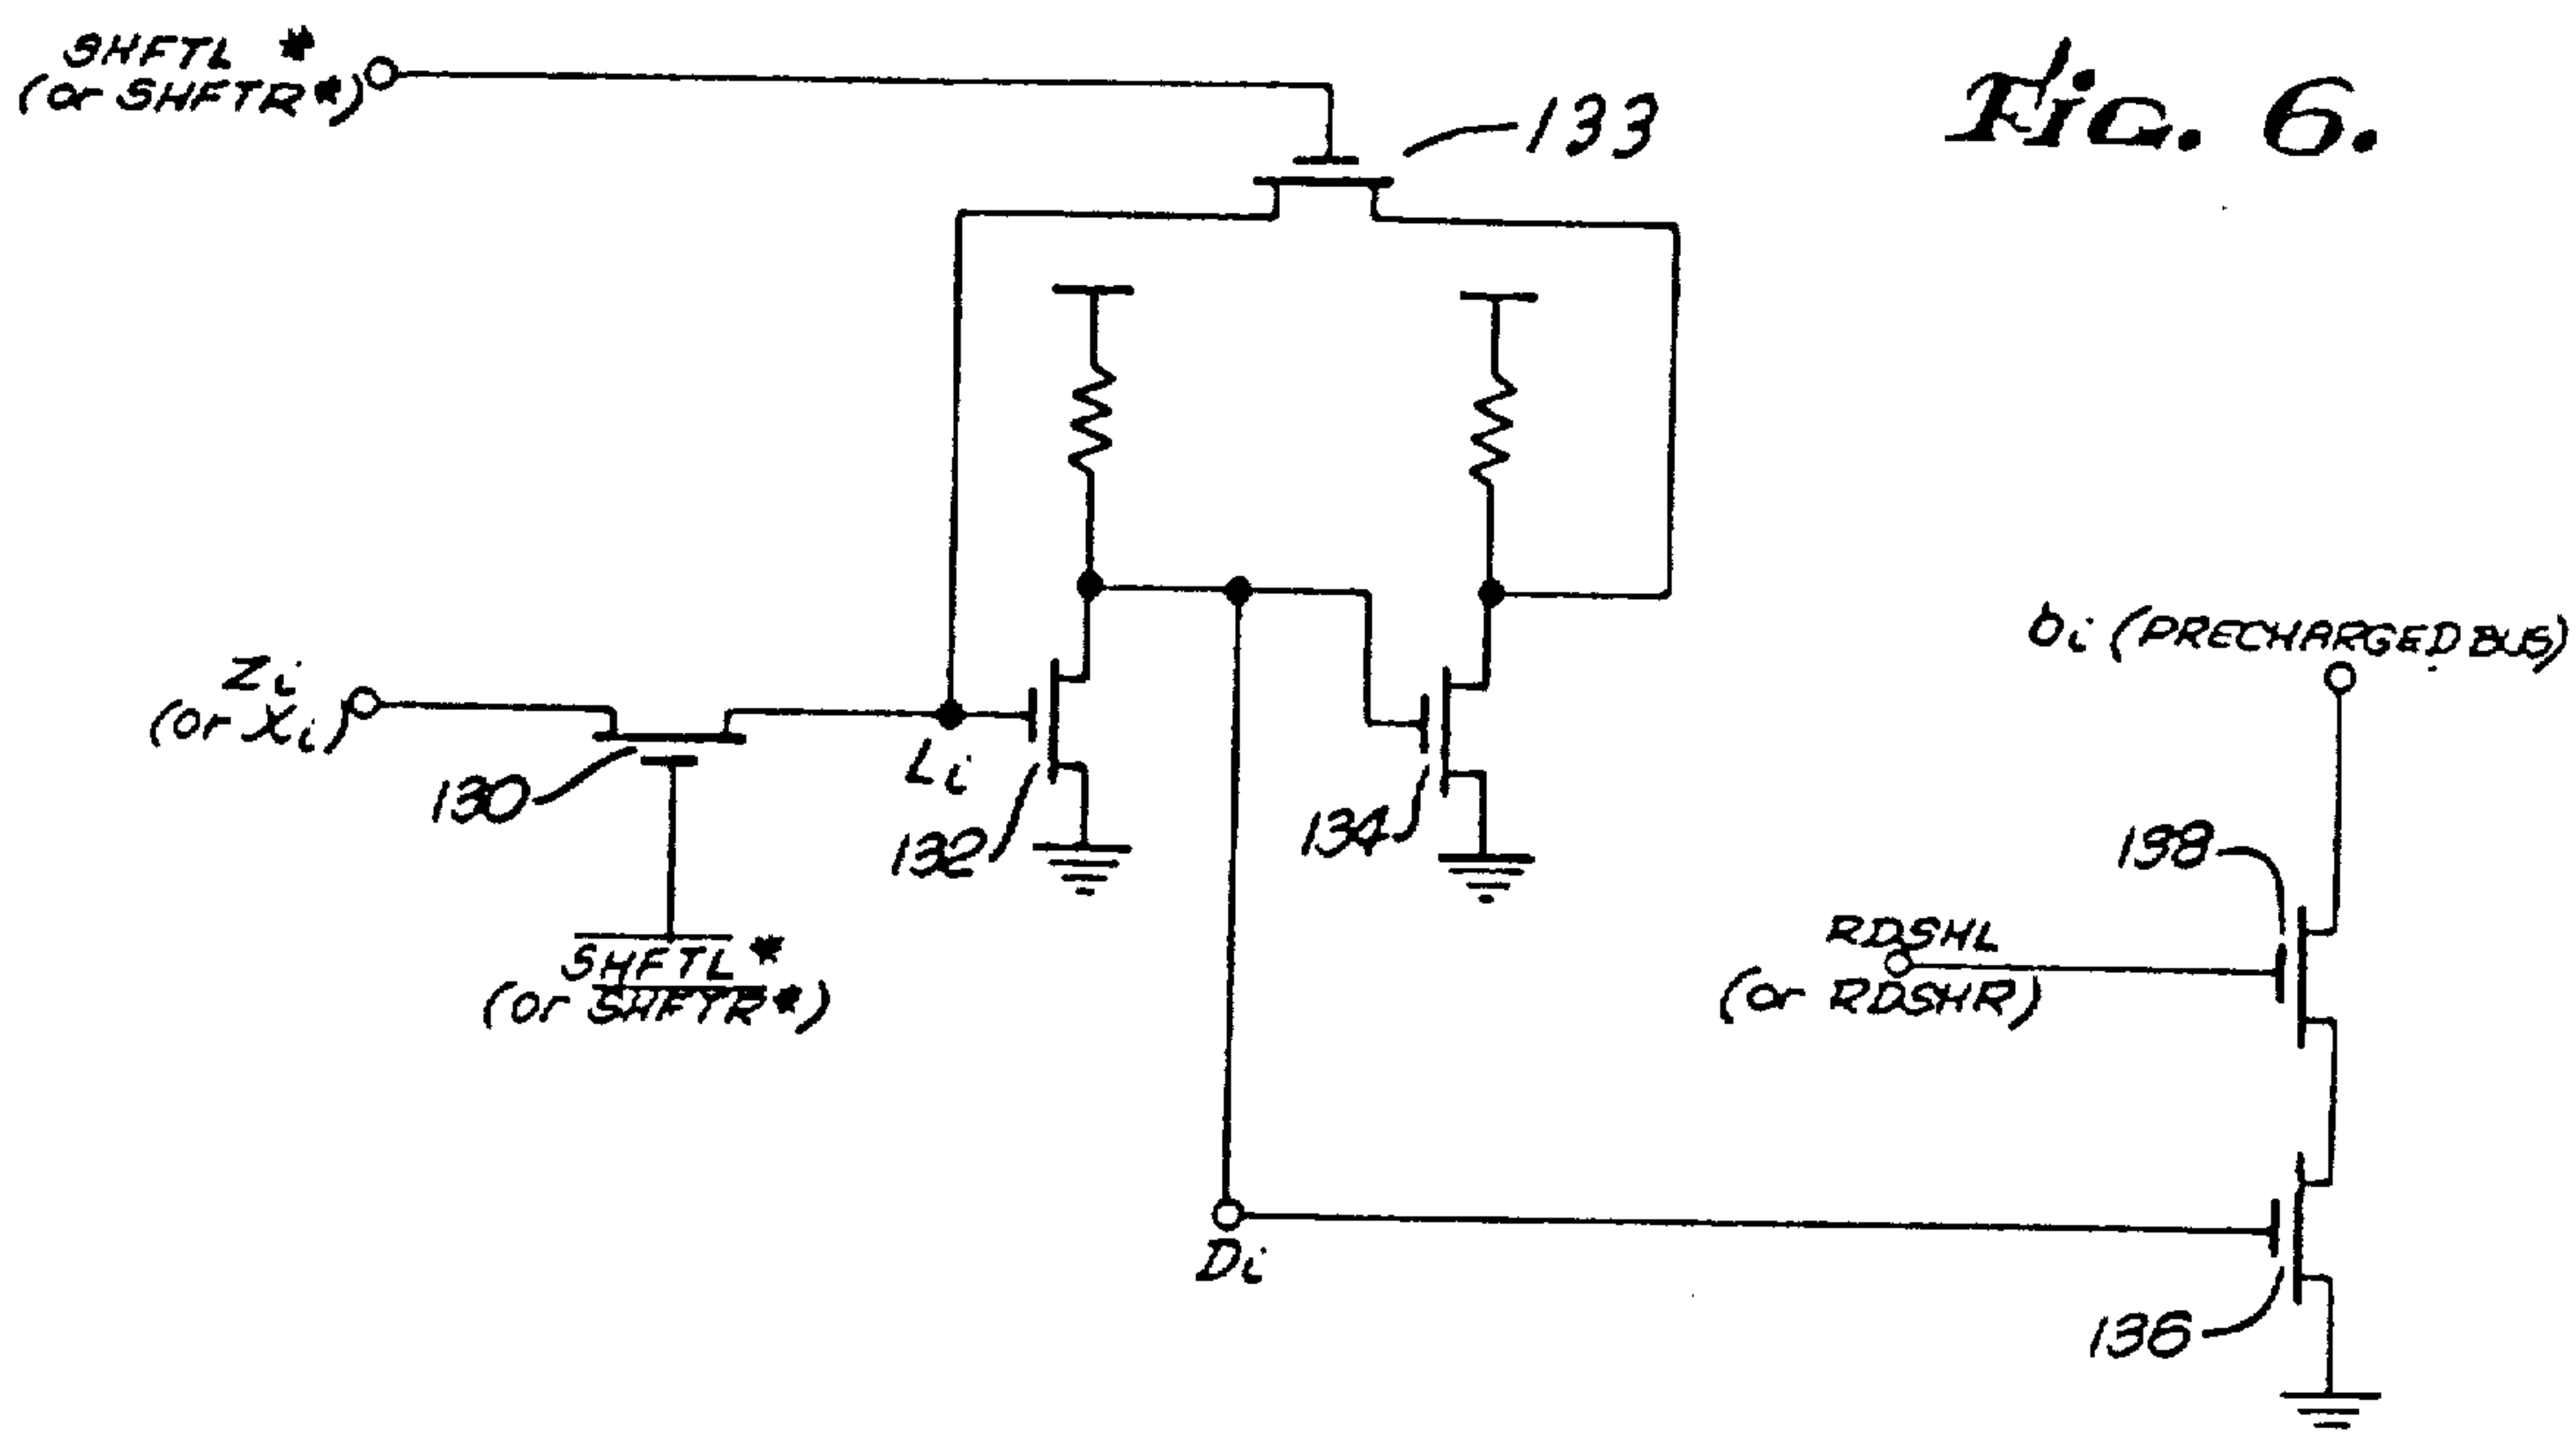 SHFTL *
(or SHFTR*)
Fig. 6.
133
bi (PRECHARGED BUS)
Zi
(or Xi)
130
Li
132
134
138
SHFTL *
(or SHFTR*)
RDSHL
(or RDSHR)
Di
136